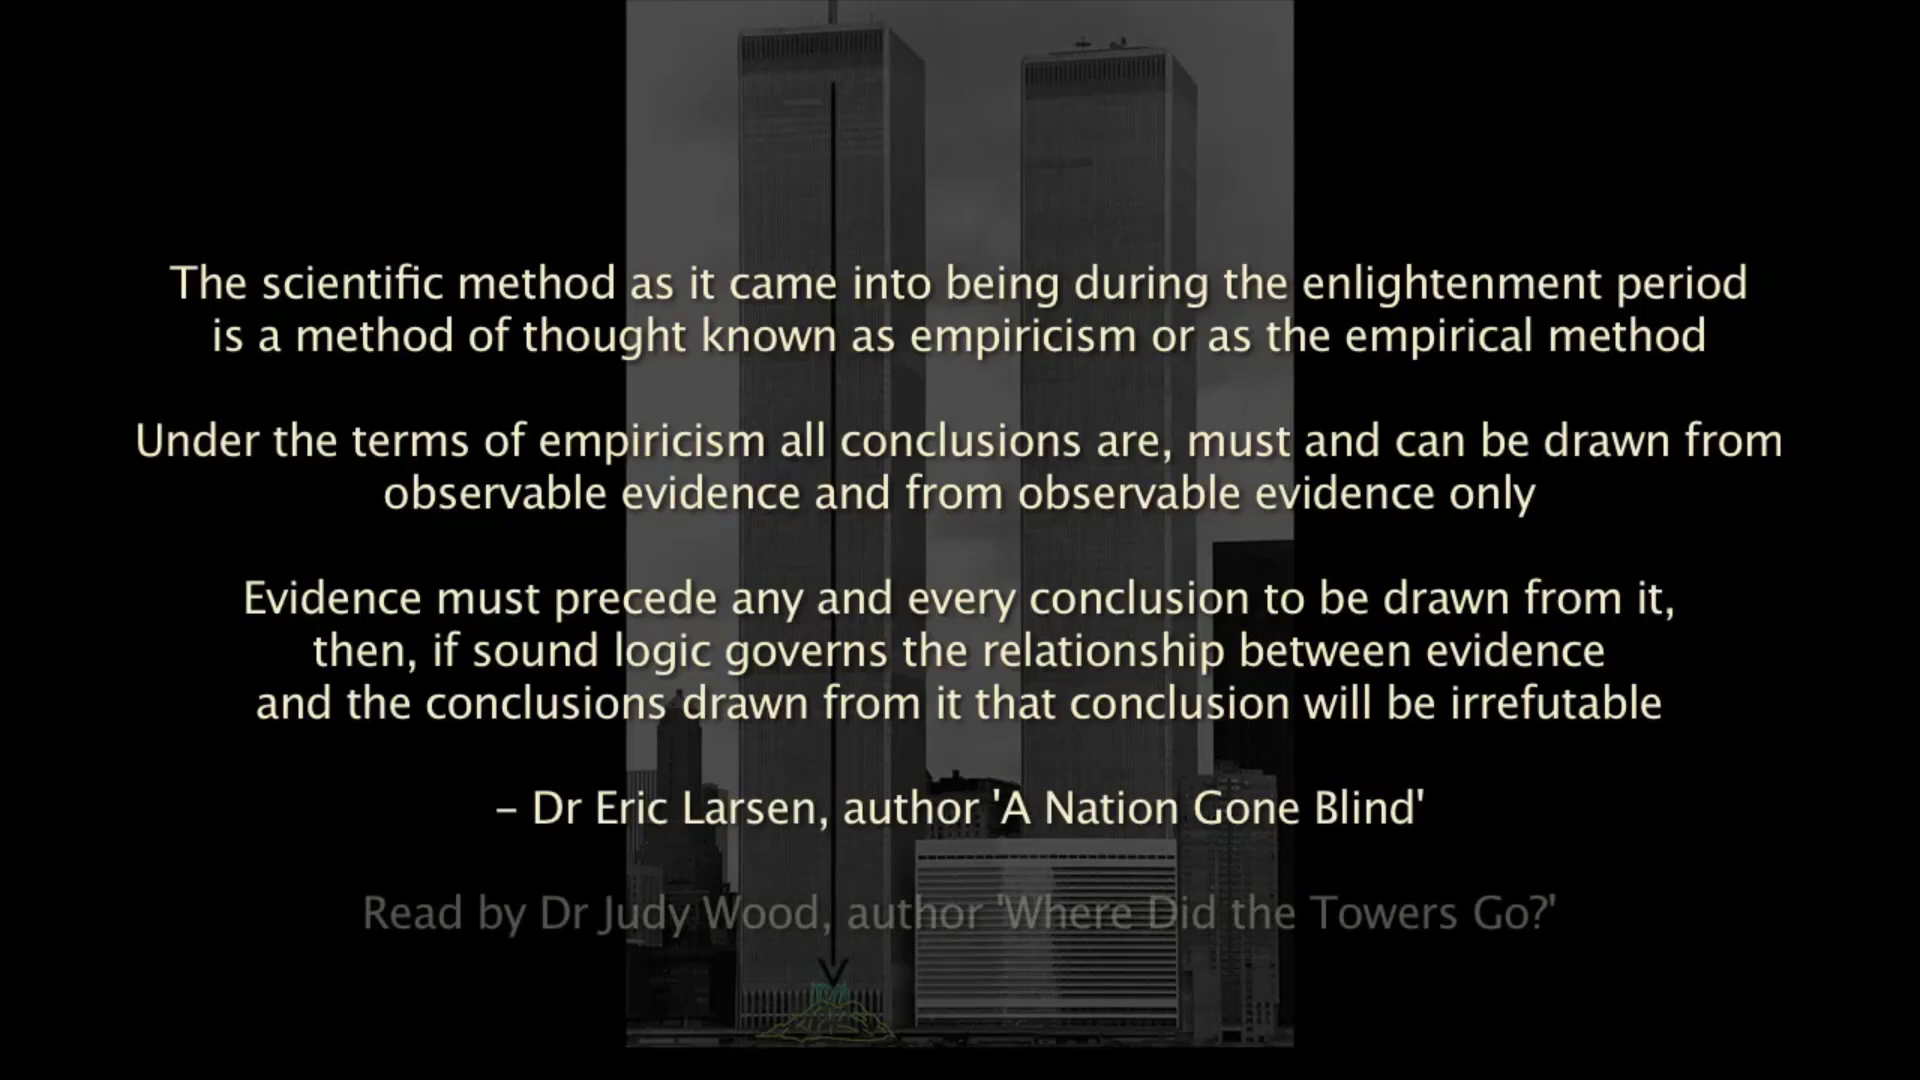 The scientific method as it came into being during the enlightenment period
is a method of thought known as empiricism or as the empirical method
Under the terms of empiricism all conclusions are, must and can be drawn from
observable evidence and from observable evidence only
Evidence must precede any and every conclusion to be drawn from it,
then, if sound logic governs the relationship between evidence
and the conclusions drawn from it that conclusion will be irrefutable
– Dr Eric Larsen, author 'A Nation Gone Blind'
Read by Dr Judy Wood, author 'Where Did the Towers Go?'